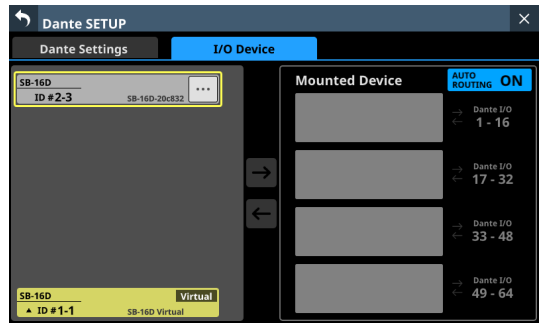 Dante SETUP
Dante Settings
I/O Device
SB-16D
ID #2-3
SB-16D-20c832
...
Mounted Device
AUTO ROUTING ON
Dante I/O
1 - 16
Dante I/O
17 - 32
Dante I/O
33 - 48
Dante I/O
49 - 64
SB-16D
Virtual
ID #1-1
SB-16D Virtual